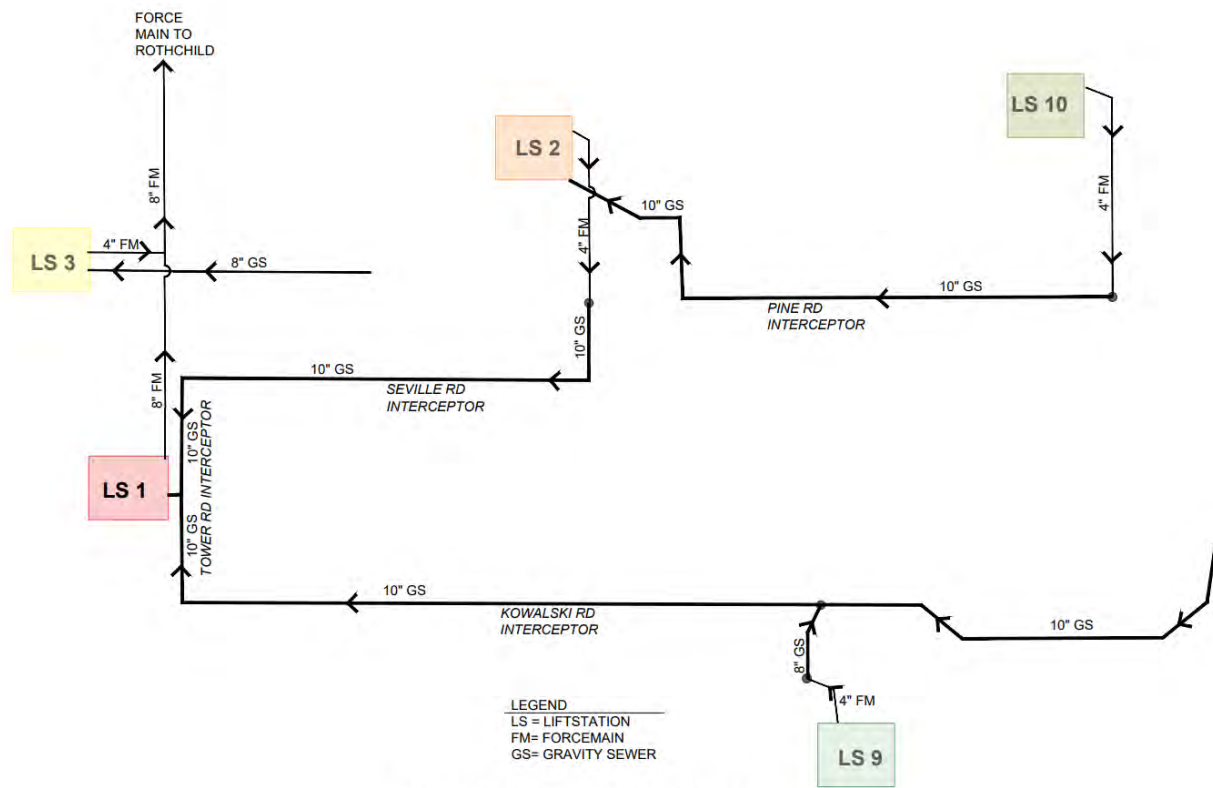 FORCE
MAIN TO
ROTHCHILD
LS 10
LS 2
8" FM
10" GS
4" FM
4" FM
4" FM
8" GS
LS 3
10" GS
PINE RD
INTERCEPTOR
10" GS
10" GS
8" FM
SEVILLE RD
INTERCEPTOR
10" GS
TOWER RD INTERCEPTOR
LS 1
10" GS
10" GS
KOWALSKI RD
INTERCEPTOR
10" GS
8" GS
4" FM
LEGEND
LS = LIFTSTATION
FM= FORCEMAIN
GS= GRAVITY SEWER
LS 9